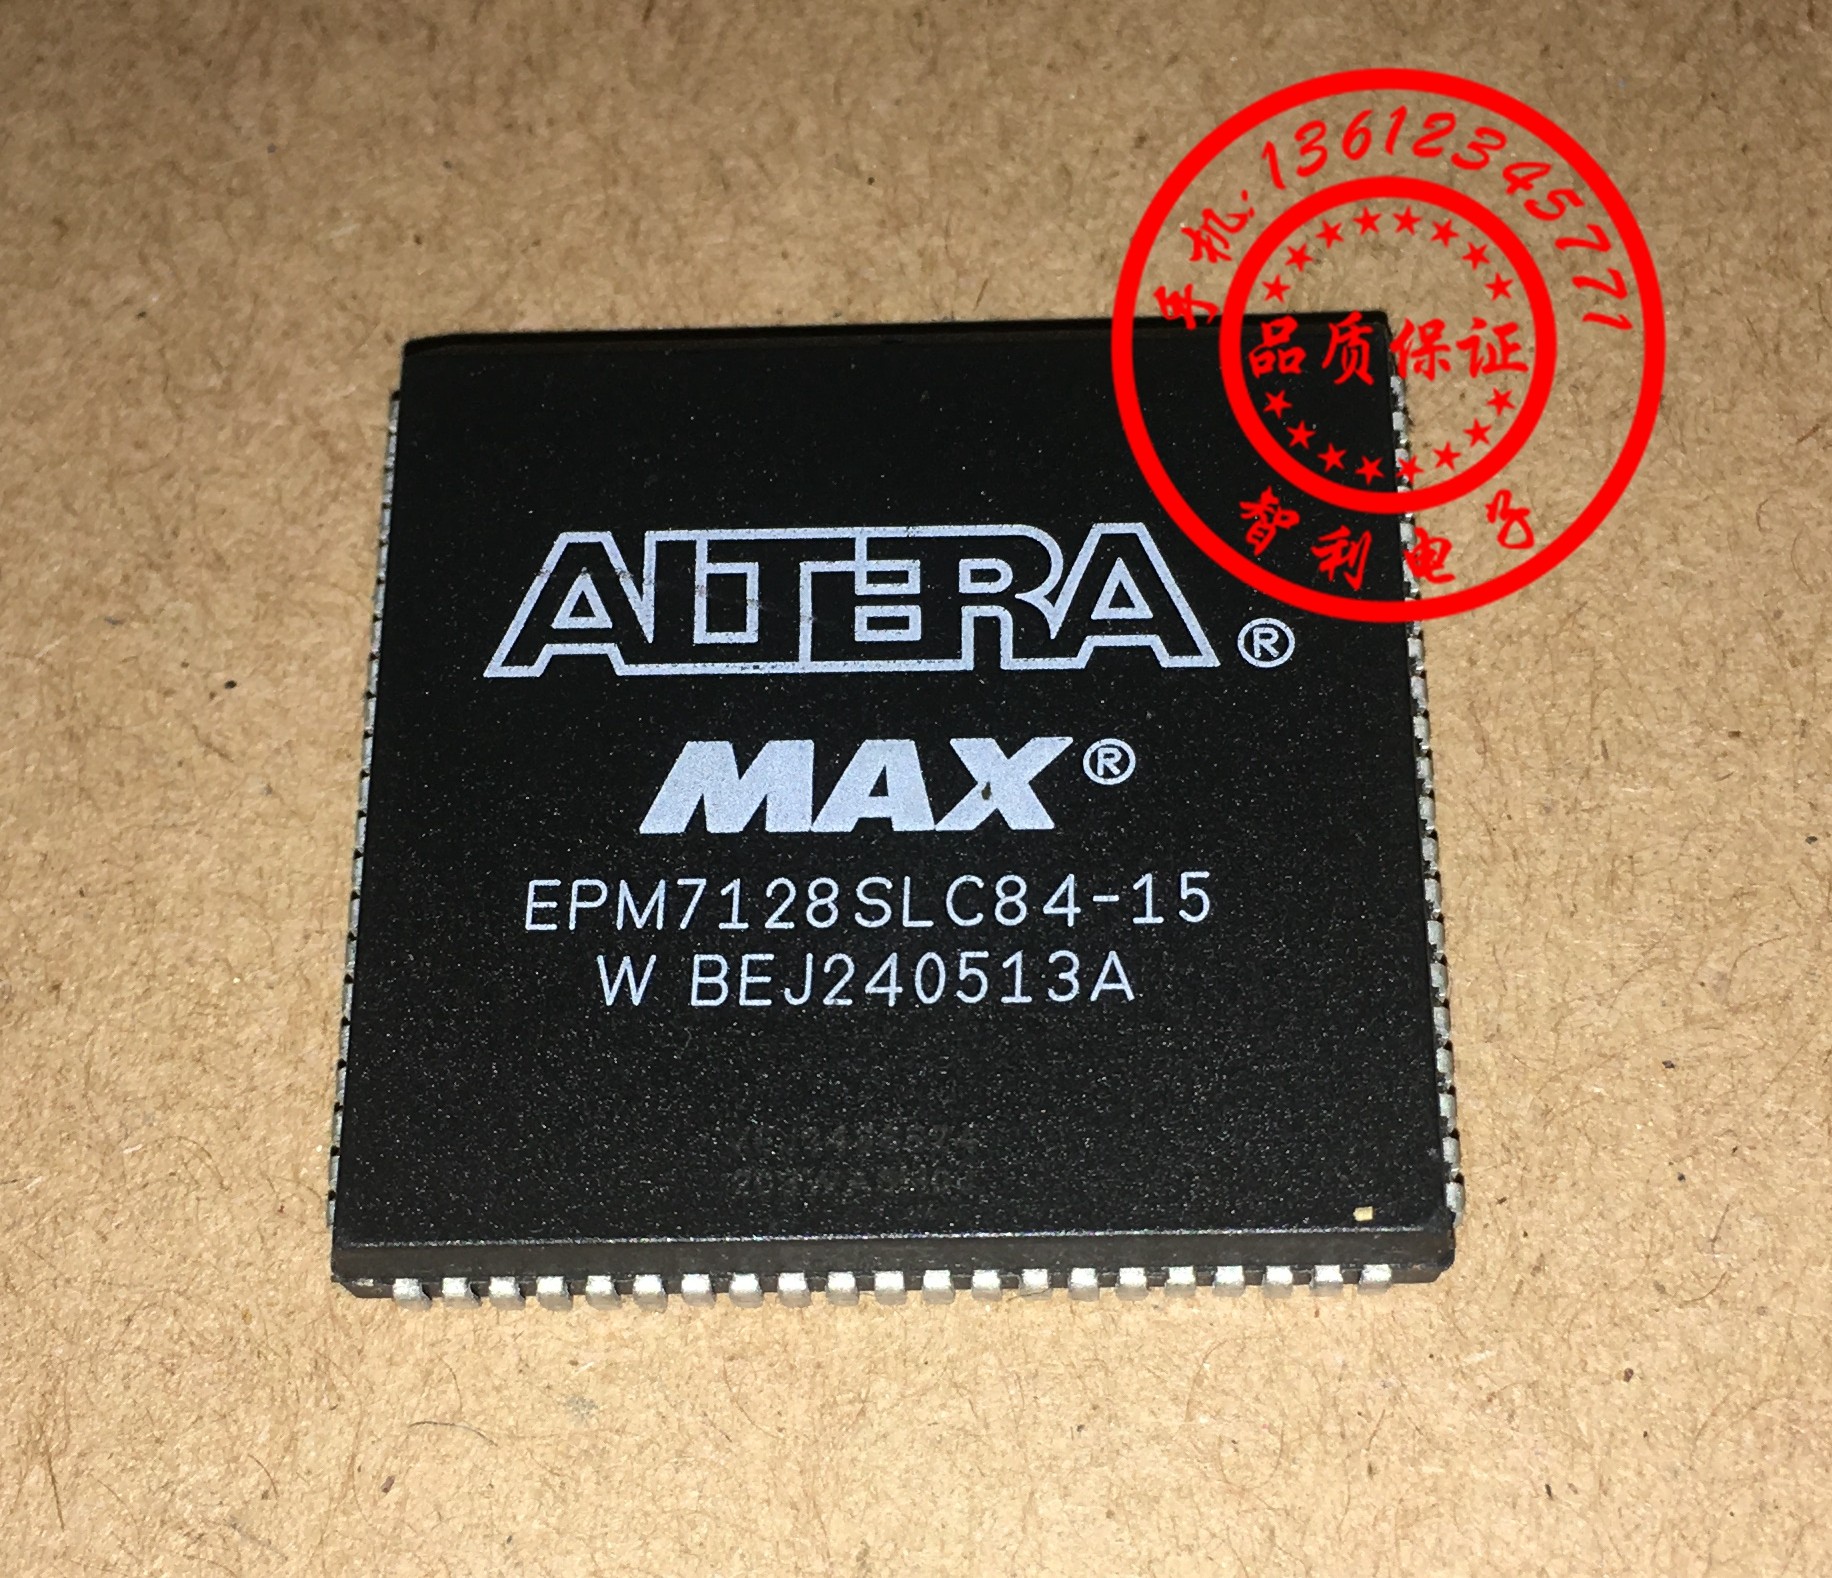 手机:13612345771
品质保证
智利电子
ALTERA®
MAX®
EPM7128SLC84-15
W BEJ240513A